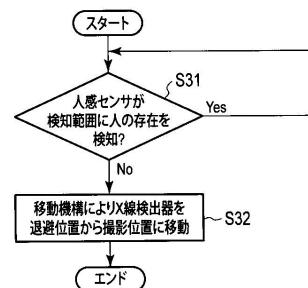 スタート
人感センサが
検知範囲に人の存在を
検知?
S31
Yes
No
移動機構によりX線検出器を
退避位置から撮影位置に移動
S32
エンド